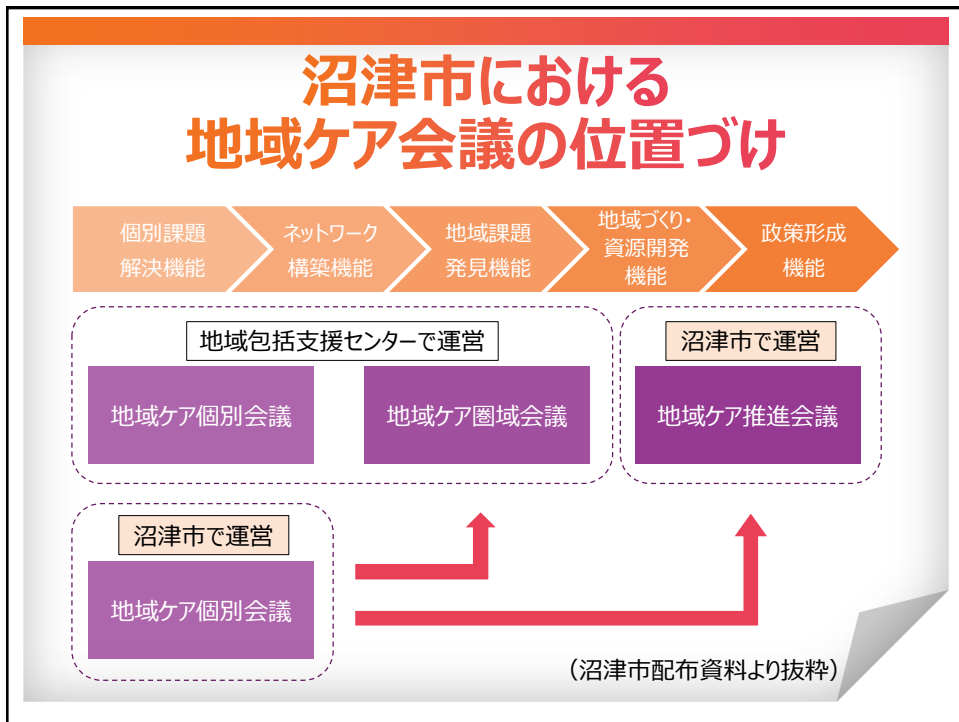 沼津市における
地域ケア会議の位置づけ
個別課題
解決機能
ネットワーク
構築機能
地域課題
発見機能
地域づくり・
資源開発
機能
政策形成
機能
地域包括支援センターで運営
地域ケア個別会議
地域ケア圏域会議
沼津市で運営
地域ケア推進会議
沼津市で運営
地域ケア個別会議
（沼津市配布資料より抜粋）